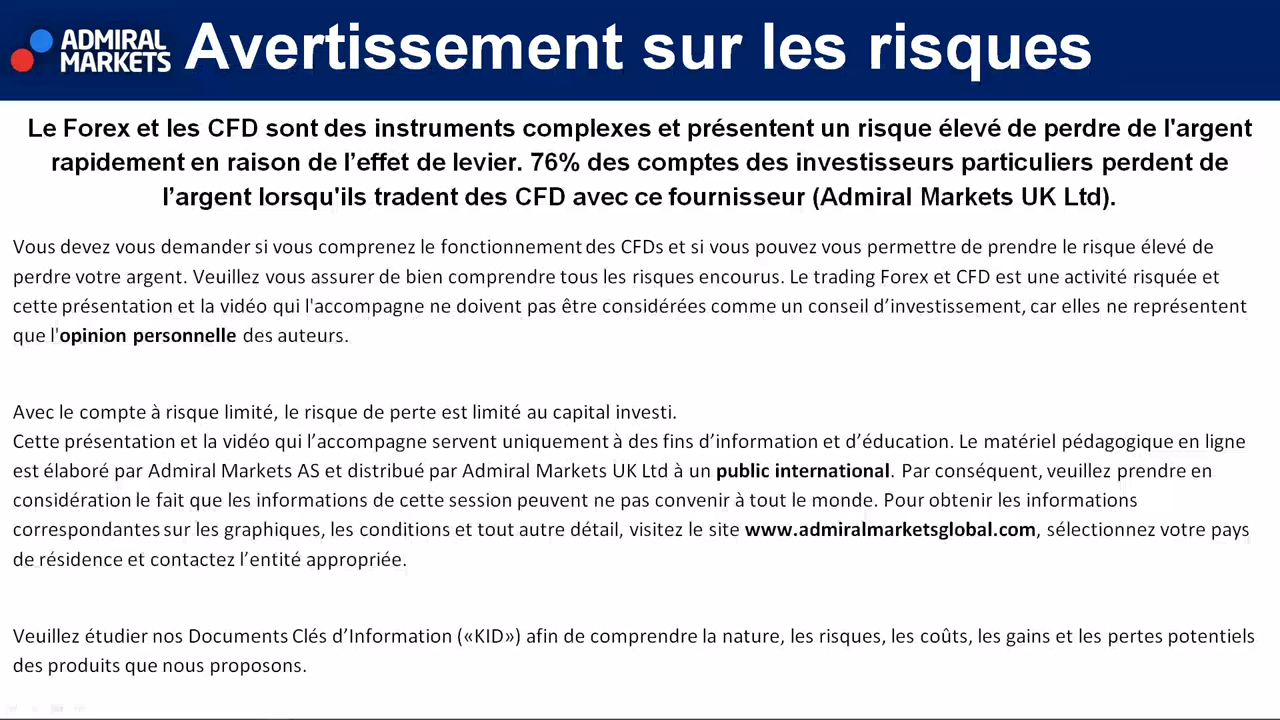 ADMIRAL
MARKETS
Avertissement sur les risques
Le Forex et les CFD sont des instruments complexes et présentent un risque élevé de perdre de l'argent
rapidement en raison de l’effet de levier. 76% des comptes des investisseurs particuliers perdent de
l’argent lorsqu'ils tradent des CFD avec ce fournisseur (Admiral Markets UK Ltd).
Vous devez vous demander si vous comprenez le fonctionnement des CFDs et si vous pouvez vous permettre de prendre le risque élevé de
perdre votre argent. Veuillez vous assurer de bien comprendre tous les risques encourus. Le trading Forex et CFD est une activité risquée et
cette présentation et la vidéo qui l'accompagne ne doivent pas être considérées comme un conseil d’investissement, car elles ne représentent
que l'opinion personnelle des auteurs.
Avec le compte à risque limité, le risque de perte est limité au capital investi.
Cette présentation et la vidéo qui l’accompagne servent uniquement à des fins d’information et d’éducation. Le matériel pédagogique en ligne
est élaboré par Admiral Markets AS et distribué par Admiral Markets UK Ltd à un public international. Par conséquent, veuillez prendre en
considération le fait que les informations de cette session peuvent ne pas convenir à tout le monde. Pour obtenir les informations
correspondantes sur les graphiques, les conditions et tout autre détail, visitez le site www.admiralmarketsglobal.com, sélectionnez votre pays
de résidence et contactez l’entité appropriée.
Veuillez étudier nos Documents Clés d’Information («KID») afin de comprendre la nature, les risques, les coûts, les gains et les pertes potentiels
des produits que nous proposons.